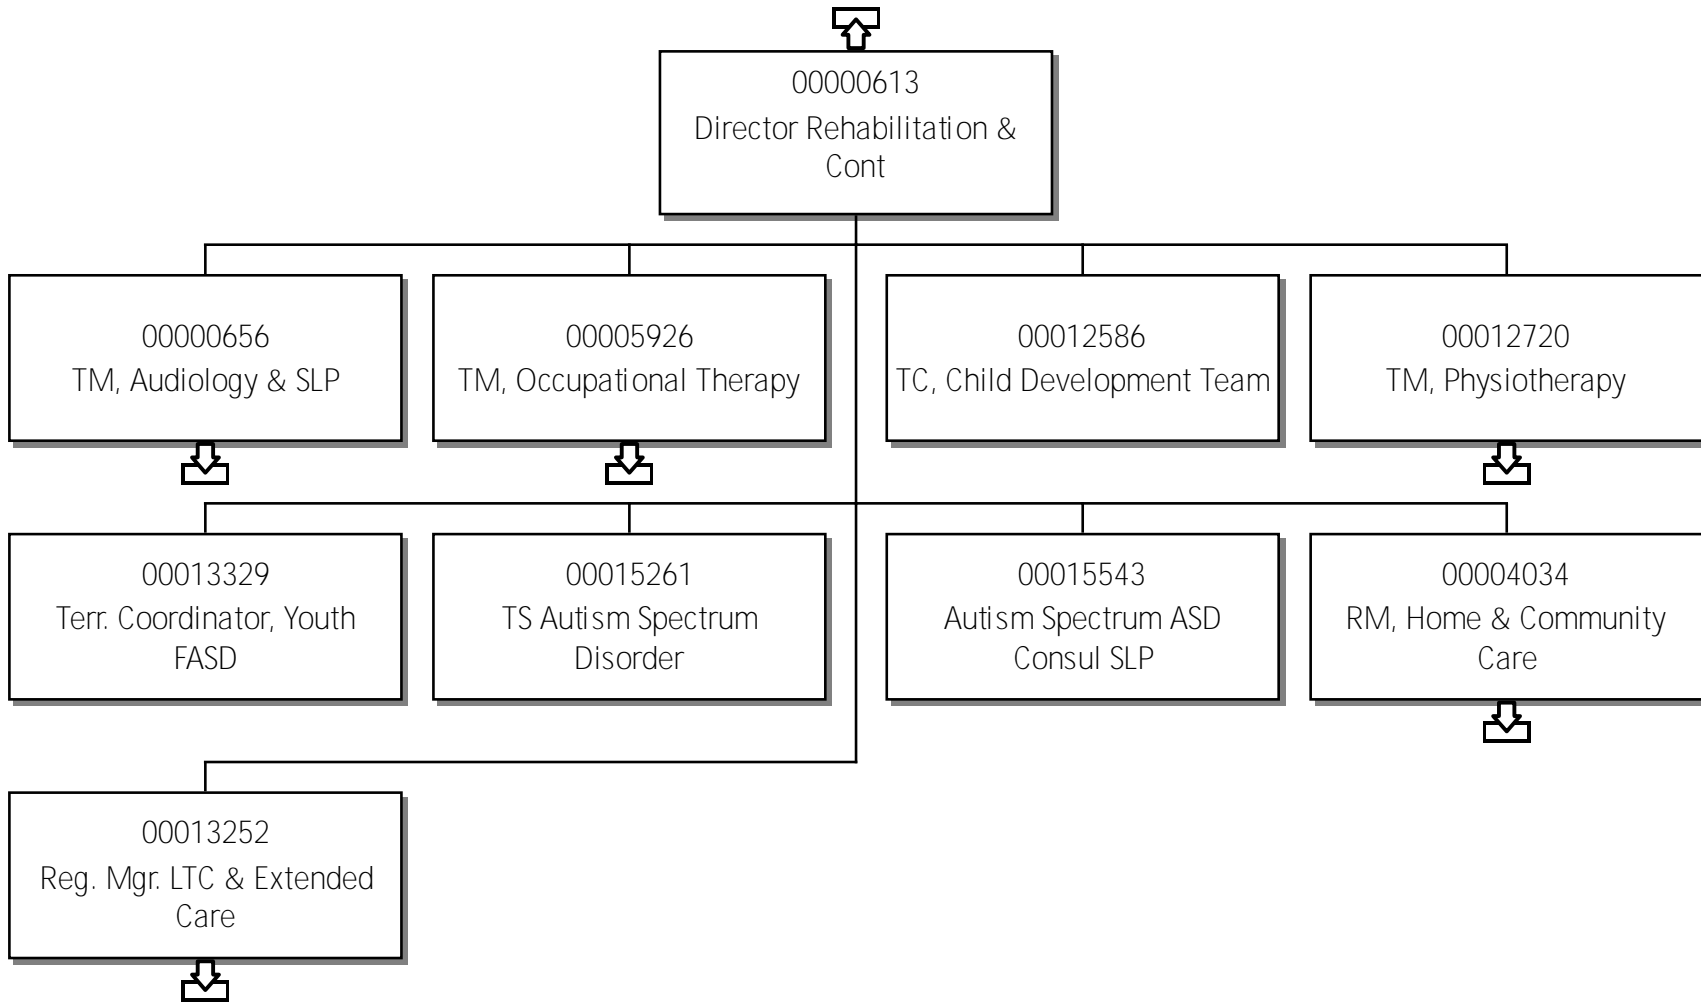 00000613
Director Rehabilitation &
Cont
00000656
TM, Audiology & SLP
00005926
TM, Occupational Therapy
00012586
TC, Child Development Team
00012720
TM, Physiotherapy
00013329
Terr. Coordinator, Youth
FASD
00015261
TS Autism Spectrum
Disorder
00015543
Autism Spectrum ASD
Consul SLP
00004034
RM, Home & Community
Care
00013252
Reg. Mgr. LTC & Extended
Care